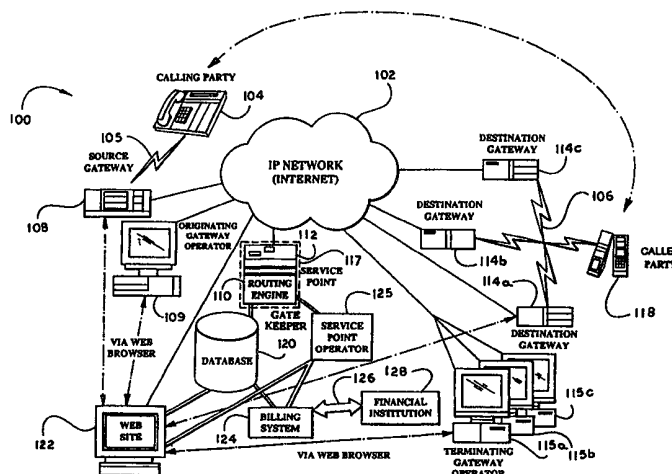 CALLING PARTY
104
102
100
105
SOURCE
GATEWAY
DESTINATION
GATEWAY
114c
IP NETWORK
(INTERNET)
106
108
DESTINATION
GATEWAY
ORIGINATING
GATEWAY
OPERATOR
112
114b
CALLED
PARTY
117
SERVICE
POINT
110
ROUTING
ENGINE
114a
118
109
GATE
KEEPER
125
DESTINATION
GATEWAY
VIA WEB
BROWSER
120
DATABASE
SERVICE
POINT
OPERATOR
126
128
115c
122
WEB
SITE
BILLING
SYSTEM
FINANCIAL
INSTITUTION
124
115a
115b
VIA WEB BROWSER
TERMINATING
GATEWAY
OPERATOR